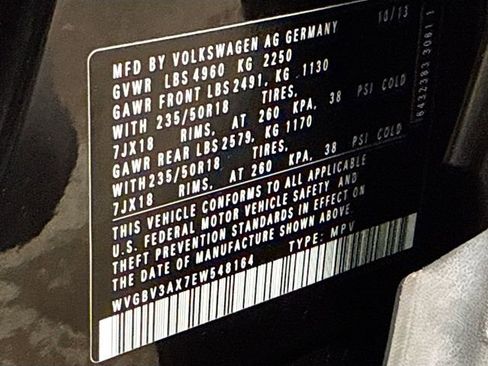 MFD BY VOLKSWAGEN AG GERMANY 10/13
GVWR LBS 4960 KG 2250
GAWR FRONT LBS 2491, KG .1130
WITH 235/50R18 TIRES,
7JX18 RIMS, AT 260 KPA, 38 PSI COLD
GAWR REAR LBS 2579, KG 1170
WITH 235/50R18 TIRES,
7JX18 RIMS, AT 260 KPA, 38 PSI COLD
THIS VEHICLE CONFORMS TO ALL APPLICABLE
U.S. FEDERAL MOTOR VEHICLE SAFETY AND
THEFT PREVENTION STANDARDS IN EFFECT ON
THE DATE OF MANUFACTURE SHOWN ABOVE.
WVGBV3AX7EW548164 TYPE: MPV